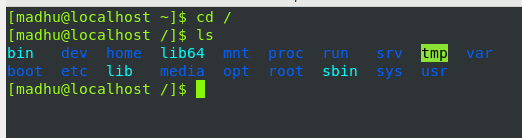 [madhu@localhost ~]$ cd /
[madhu@localhost /]$ ls
bin   dev  home  lib64  mnt  proc  run   srv  tmp  var
boot  etc  lib   media  opt  root  sbin  sys  usr
[madhu@localhost /]$